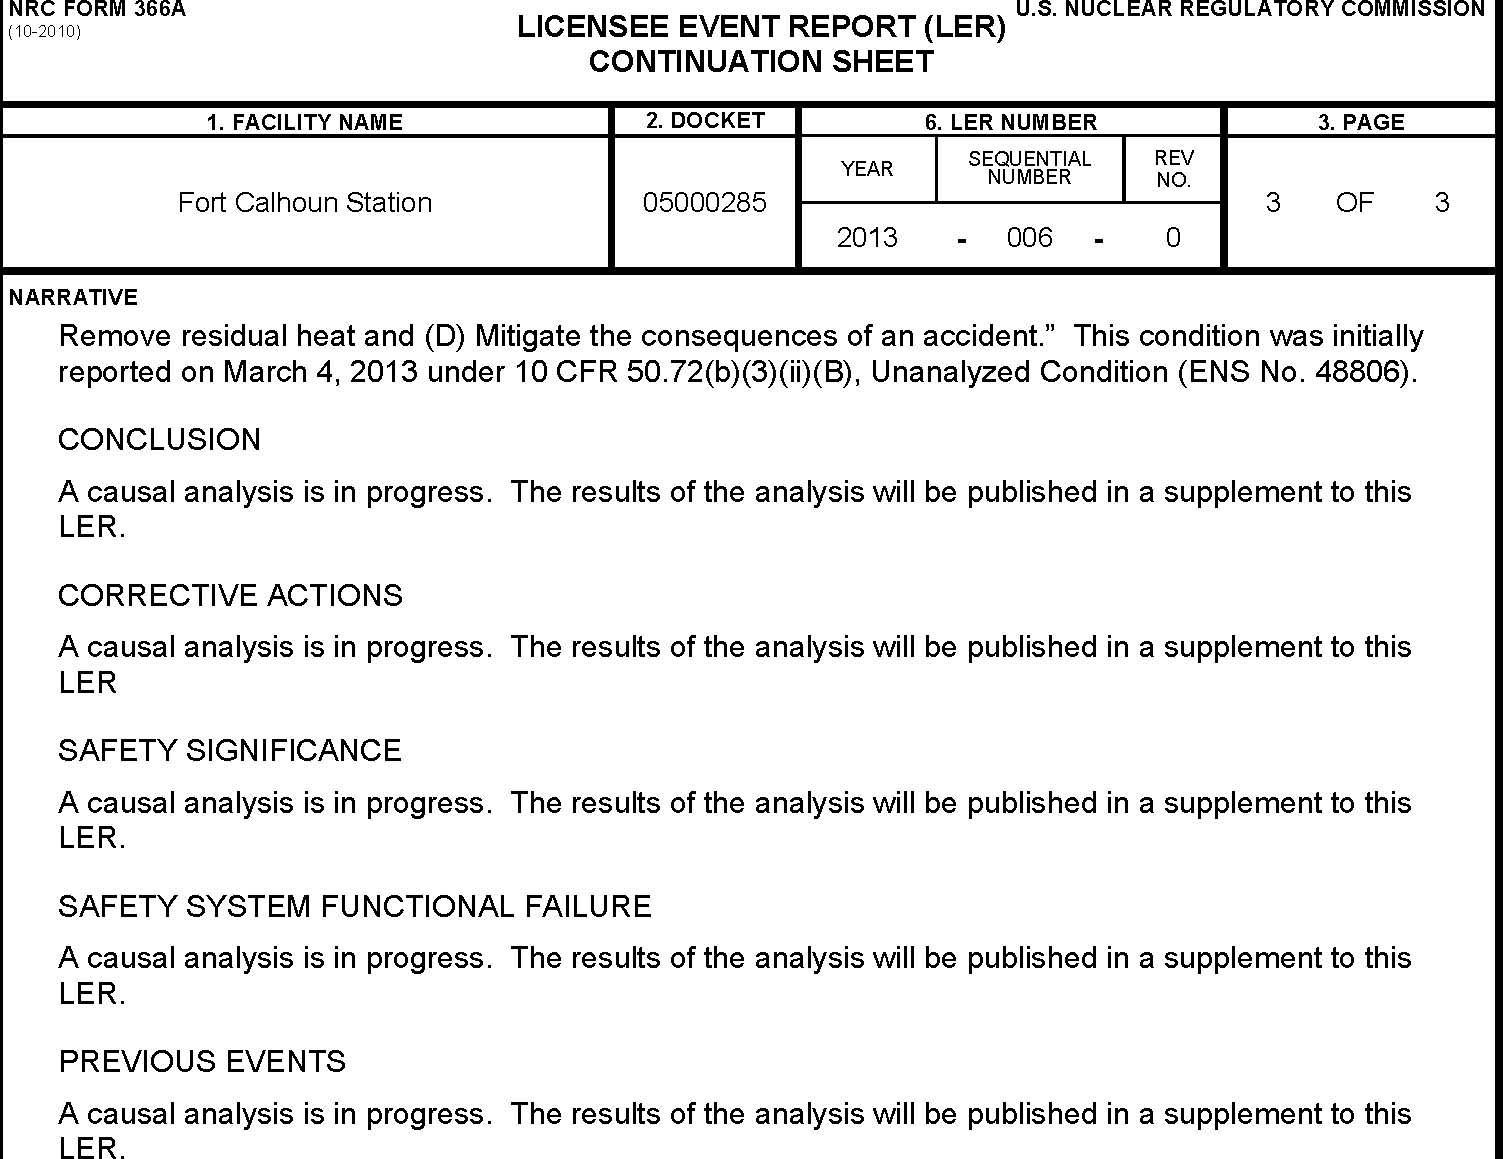 NRC FORM 366A
(10-2010)
U.S. NUCLEAR REGULATORY COMMISSION
LICENSEE EVENT REPORT (LER)
CONTINUATION SHEET
1. FACILITY NAME
2. DOCKET
6. LER NUMBER
3. PAGE
Fort Calhoun Station
05000285
YEAR
SEQUENTIAL
NUMBER
REV
NO.
2013 - 006 - 0
3 OF 3
NARRATIVE
Remove residual heat and (D) Mitigate the consequences of an accident.”  This condition was initially
reported on March 4, 2013 under 10 CFR 50.72(b)(3)(ii)(B), Unanalyzed Condition (ENS No. 48806).
CONCLUSION
A causal analysis is in progress.  The results of the analysis will be published in a supplement to this
LER.
CORRECTIVE ACTIONS
A causal analysis is in progress.  The results of the analysis will be published in a supplement to this
LER
SAFETY SIGNIFICANCE
A causal analysis is in progress.  The results of the analysis will be published in a supplement to this
LER.
SAFETY SYSTEM FUNCTIONAL FAILURE
A causal analysis is in progress.  The results of the analysis will be published in a supplement to this
LER.
PREVIOUS EVENTS
A causal analysis is in progress.  The results of the analysis will be published in a supplement to this
LER.